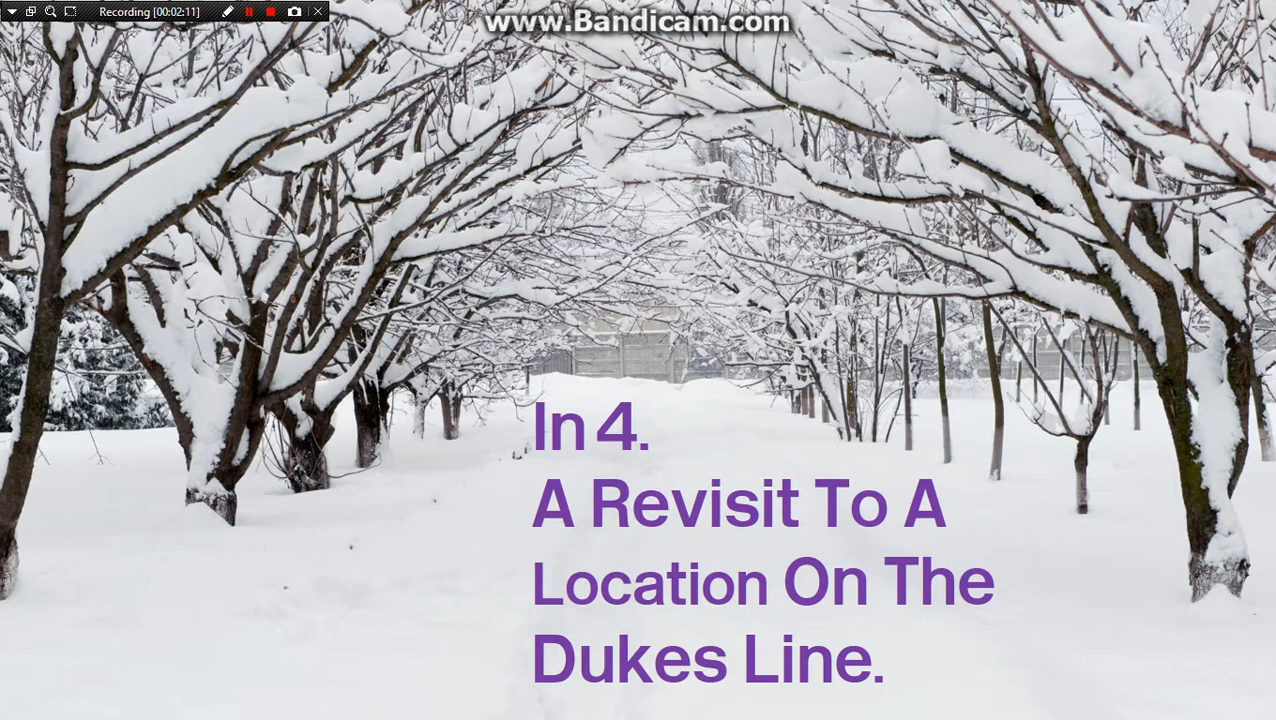 Recording [00:02:11]
www.Bandicam.com
In 4.
A Revisit To A
Location On The
Dukes Line.